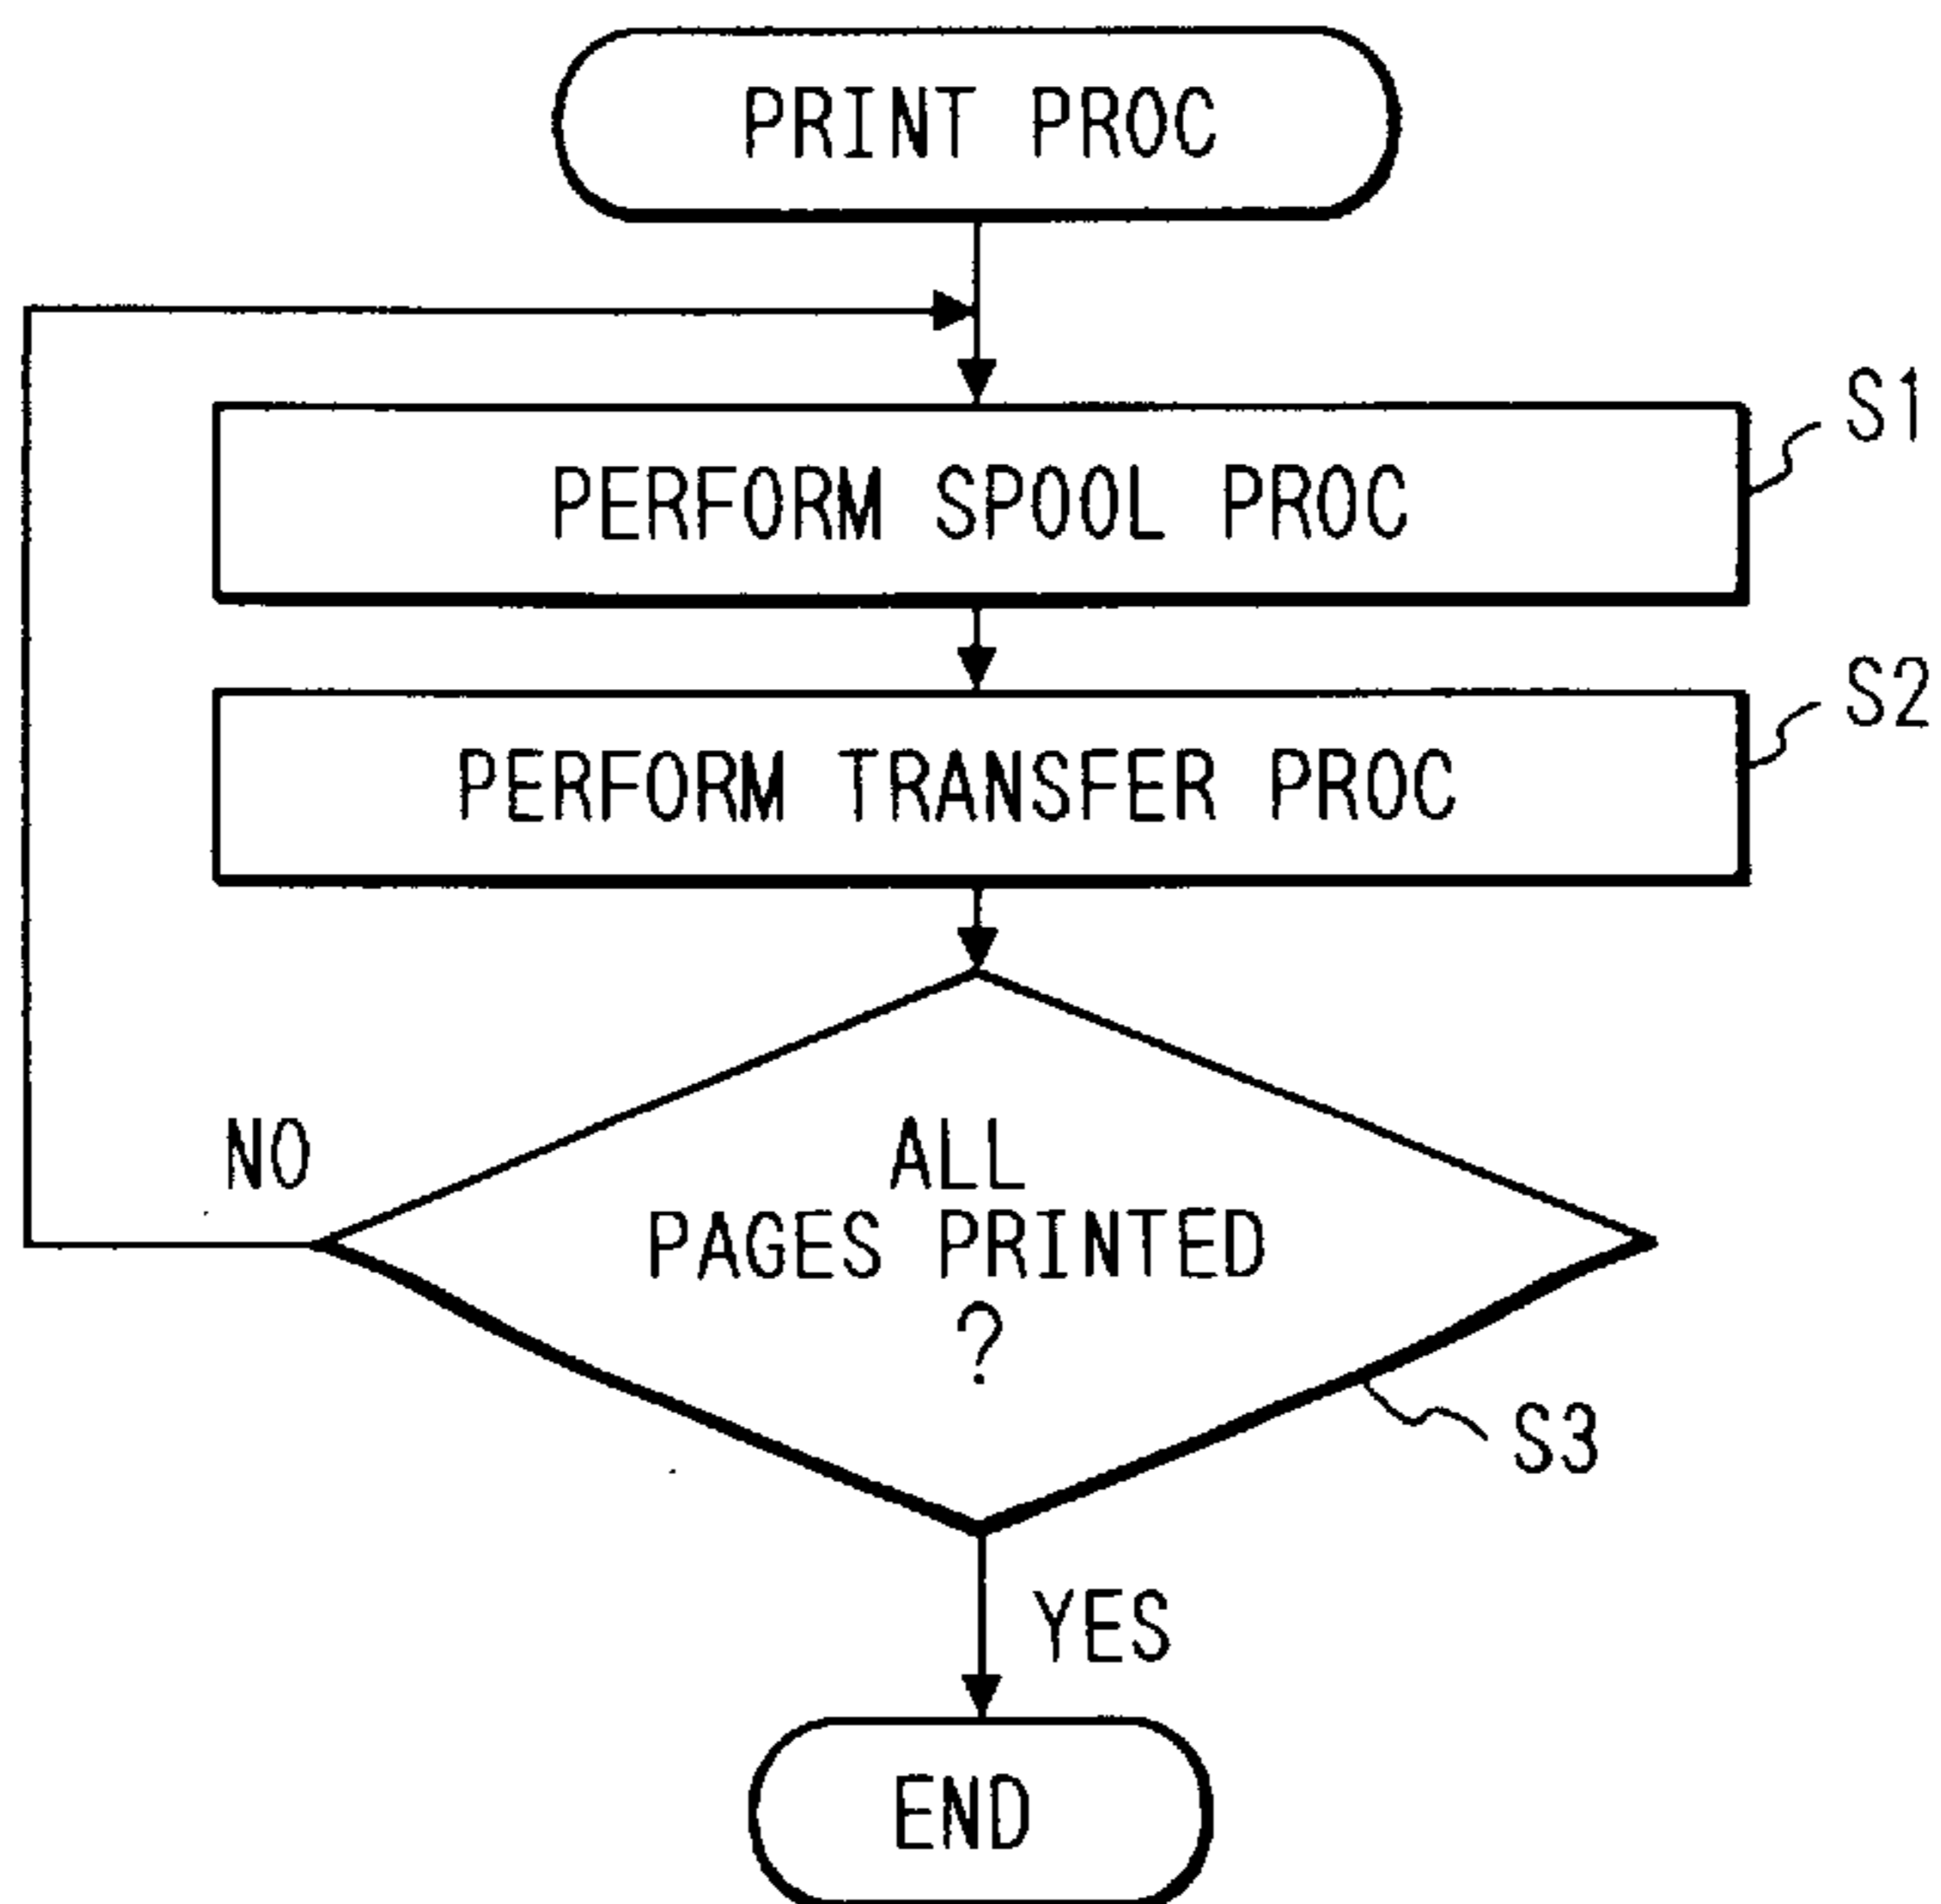 PRINT PROC
PERFORM SPOOL PROC
S1
PERFORM TRANSFER PROC
S2
NO
ALL
PAGES PRINTED
?
S3
YES
END